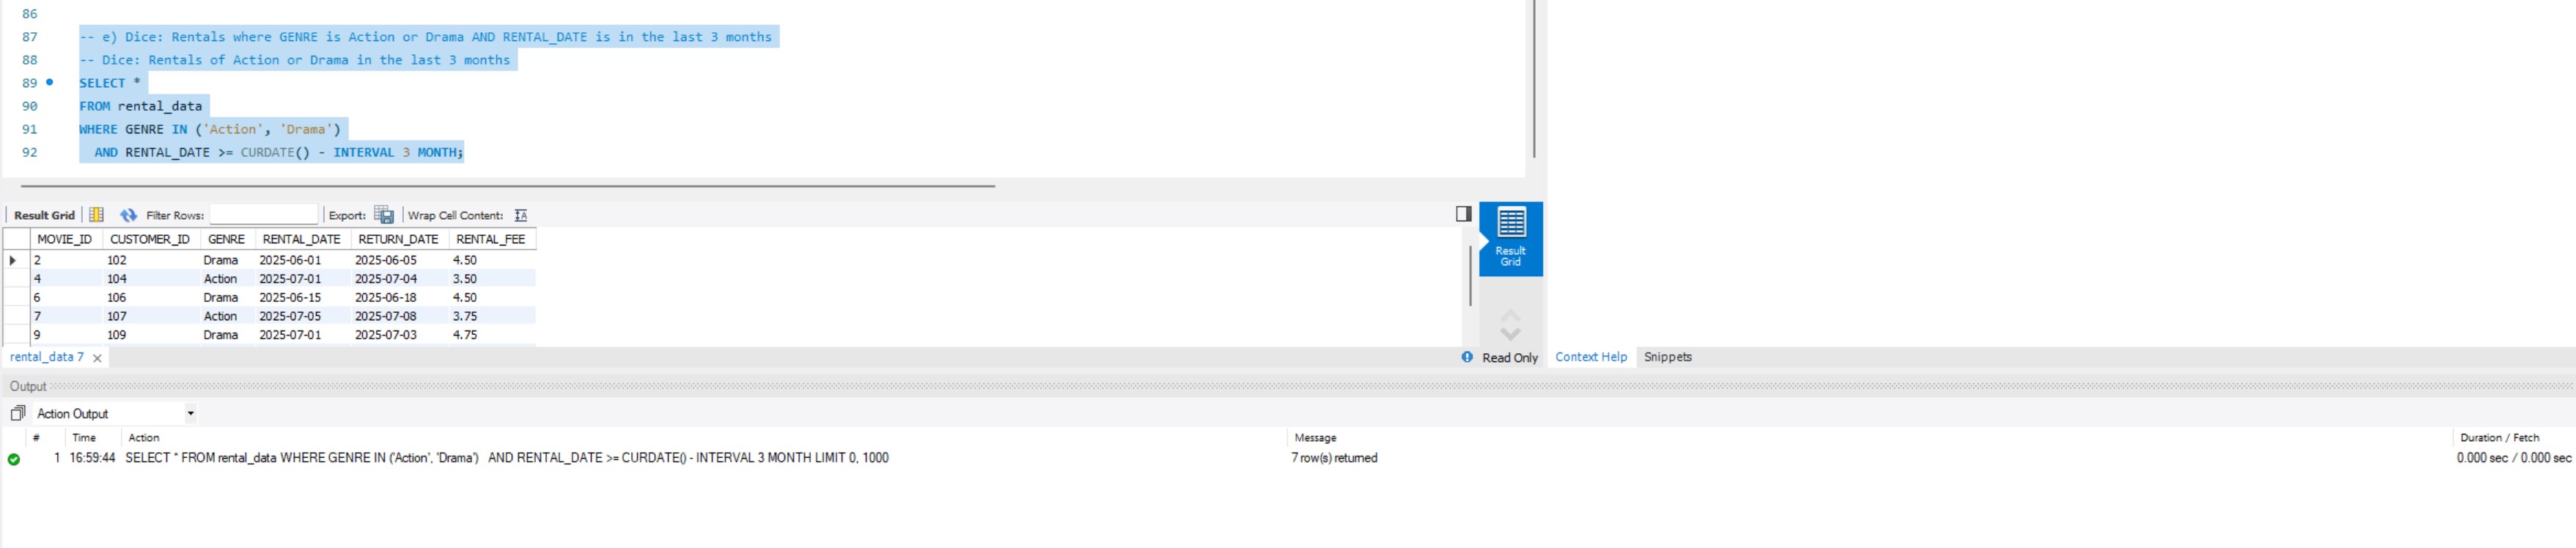 86
87 -- e) Dice: Rentals where GENRE is Action or Drama AND RENTAL_DATE is in the last 3 months
88 -- Dice: Rentals of Action or Drama in the last 3 months
89 SELECT *
90 FROM rental_data
91 WHERE GENRE IN ('Action', 'Drama')
92 AND RENTAL_DATE >= CURDATE() - INTERVAL 3 MONTH;
Result Grid Filter Rows: Export: Wrap Cell Content:
MOVIE_ID CUSTOMER_ID GENRE RENTAL_DATE RETURN_DATE RENTAL_FEE
2 102 Drama 2025-06-01 2025-06-05 4.50
4 104 Action 2025-07-01 2025-07-04 3.50
6 106 Drama 2025-06-15 2025-06-18 4.50
7 107 Action 2025-07-05 2025-07-08 3.75
9 109 Drama 2025-07-01 2025-07-03 4.75
Result
Grid
rental_data 7
Read Only
Context Help Snippets
Output
Action Output
# Time Action Message Duration / Fetch
1 16:59:44 SELECT * FROM rental_data WHERE GENRE IN ('Action', 'Drama') AND RENTAL_DATE >= CURDATE() - INTERVAL 3 MONTH LIMIT 0, 1000 7 row(s) returned 0.000 sec / 0.000 sec